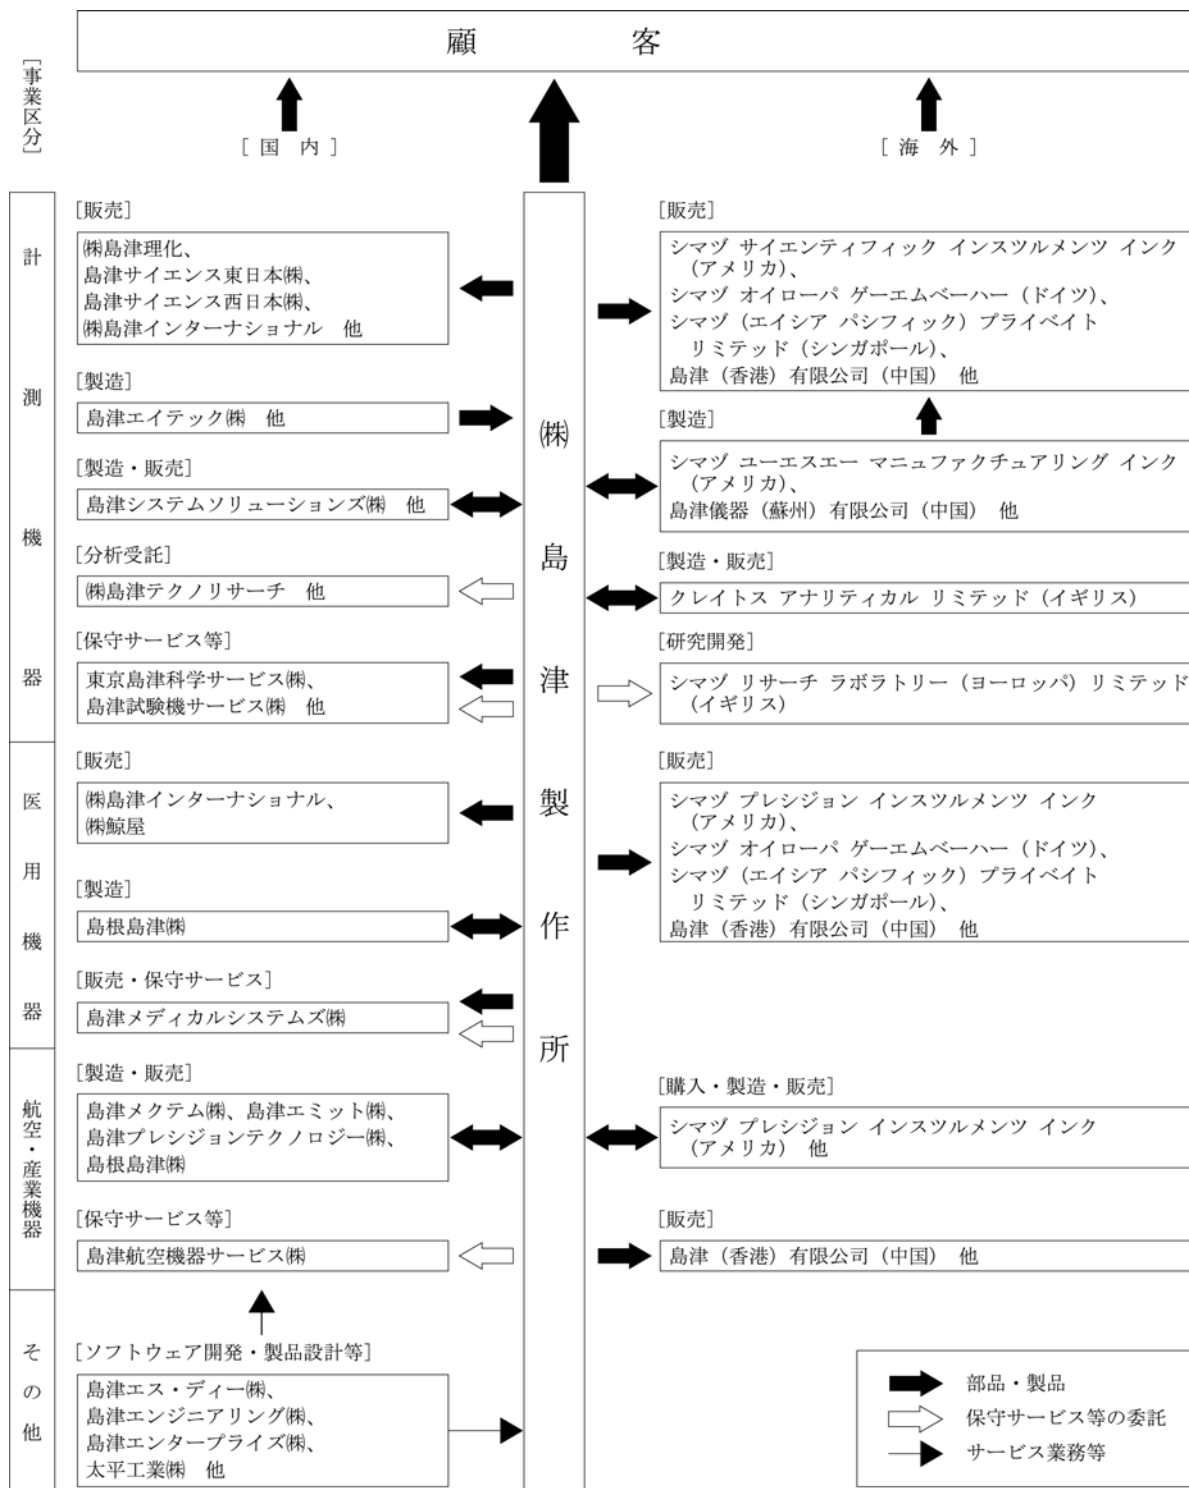 顧客
[事業区分]
[国内]
[海外]
計測機器
[販売]
㈱島津理化、
島津サイエンス東日本㈱、
島津サイエンス西日本㈱、
㈱島津インターナショナル 他
[製造]
島津エイテック㈱ 他
[製造・販売]
島津システムソリューションズ㈱ 他
[分析受託]
㈱島津テクノリサーチ 他
[保守サービス等]
東京島津科学サービス㈱、
島津試験機サービス㈱ 他
医用機器
[販売]
㈱島津インターナショナル、
㈱鯨屋
[製造]
島根島津㈱
[販売・保守サービス]
島津メディカルシステムズ㈱
航空・産業機器
[製造・販売]
島津メクテム㈱、島津エミット㈱、
島津プレシジョンテクノロジー㈱、
島根島津㈱
[保守サービス等]
島津航空機器サービス㈱
その他
[ソフトウェア開発・製品設計等]
島津エス・ディー㈱、
島津エンジニアリング㈱、
島津エンタープライズ㈱、
太平工業㈱ 他
㈱島津製作所
[販売]
シマヅ サイエンティフィック インスツルメンツ インク
(アメリカ)、
シマヅ オイローパ ゲーエムベーハー (ドイツ)、
シマヅ (エイシア パシフィック) プライベイト
リミテッド (シンガポール)、
島津 (香港) 有限公司 (中国) 他
[製造]
シマヅ ユーエスエー マニュファクチュアリング インク
(アメリカ)、
島津儀器 (蘇州) 有限公司 (中国) 他
[製造・販売]
クレイトス アナリティカル リミテッド (イギリス)
[研究開発]
シマヅ リサーチ ラボラトリー (ヨーロッパ) リミテッド
(イギリス)
[販売]
シマヅ プレシジョン インスツルメンツ インク
(アメリカ)、
シマヅ オイローパ ゲーエムベーハー (ドイツ)、
シマヅ (エイシア パシフィック) プライベイト
リミテッド (シンガポール)、
島津 (香港) 有限公司 (中国) 他
[購入・製造・販売]
シマヅ プレシジョン インスツルメンツ インク
(アメリカ) 他
[販売]
島津 (香港) 有限公司 (中国) 他
部品・製品
保守サービス等の委託
サービス業務等